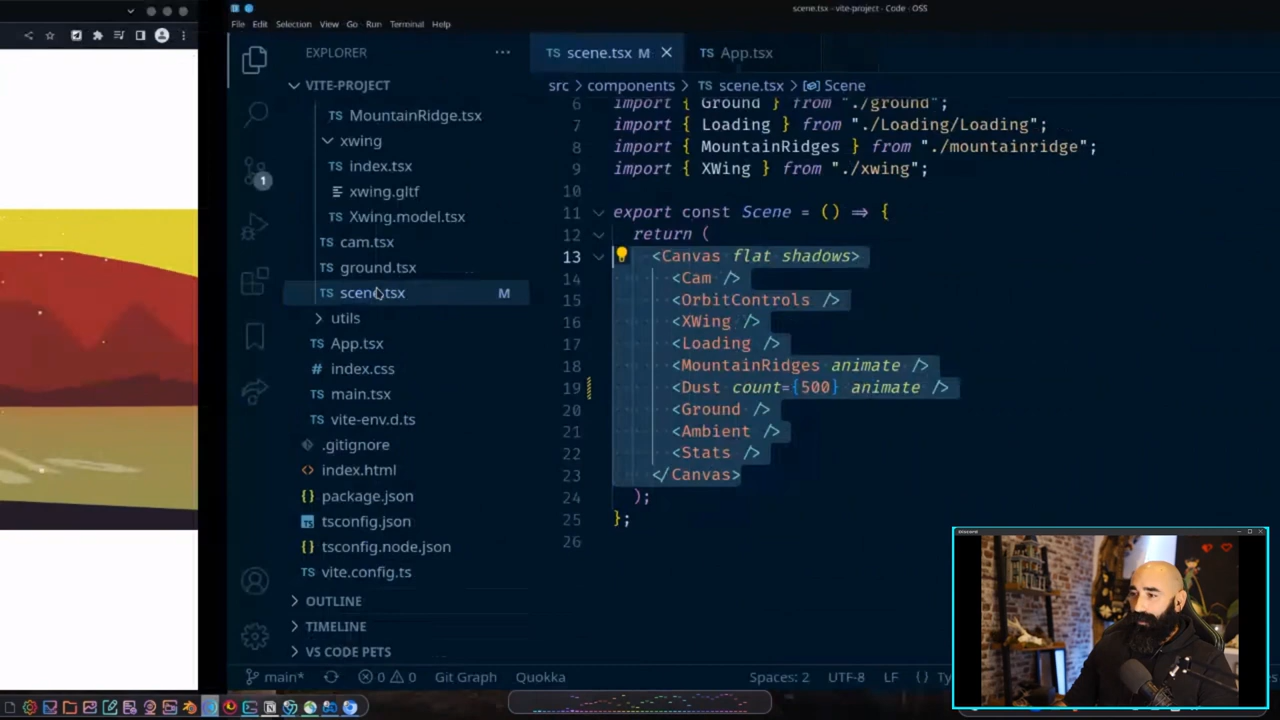 scene.tsx - vite-project - Code - OSS
File Edit Selection View Go Run Terminal Help
EXPLORER
VITE-PROJECT
MountainRidge.tsx
xwing
TS index.tsx
xwing.gltf
TS Xwing.model.tsx
TS cam.tsx
TS ground.tsx
TS scene.tsx M
utils
TS App.tsx
# index.css
TS main.tsx
TS vite-env.d.ts
.gitignore
<> index.html
{} package.json
tsconfig.json
{} tsconfig.node.json
TS vite.config.ts
OUTLINE
TIMELINE
VS CODE PETS
1
TS scene.tsx M
TS App.tsx
src > components > TS scene.tsx > Scene
6 import { Ground } from "./ground";
7 import { Loading } from "./Loading/Loading";
8 import { MountainRidges } from "./mountainridge";
9 import { XWing } from "./xwing";
10
11 export const Scene = () => {
12 return (
13 <Canvas flat shadows>
14 <Cam />
15 <OrbitControls />
16 <XWing />
17 <Loading />
18 <MountainRidges animate />
19 <Dust count={500} animate />
20 <Ground />
21 <Ambient />
22 <Stats />
23 </Canvas>
24 );
25 };
26
main* 0 0 Git Graph Quokka Spaces: 2 UTF-8 LF {}